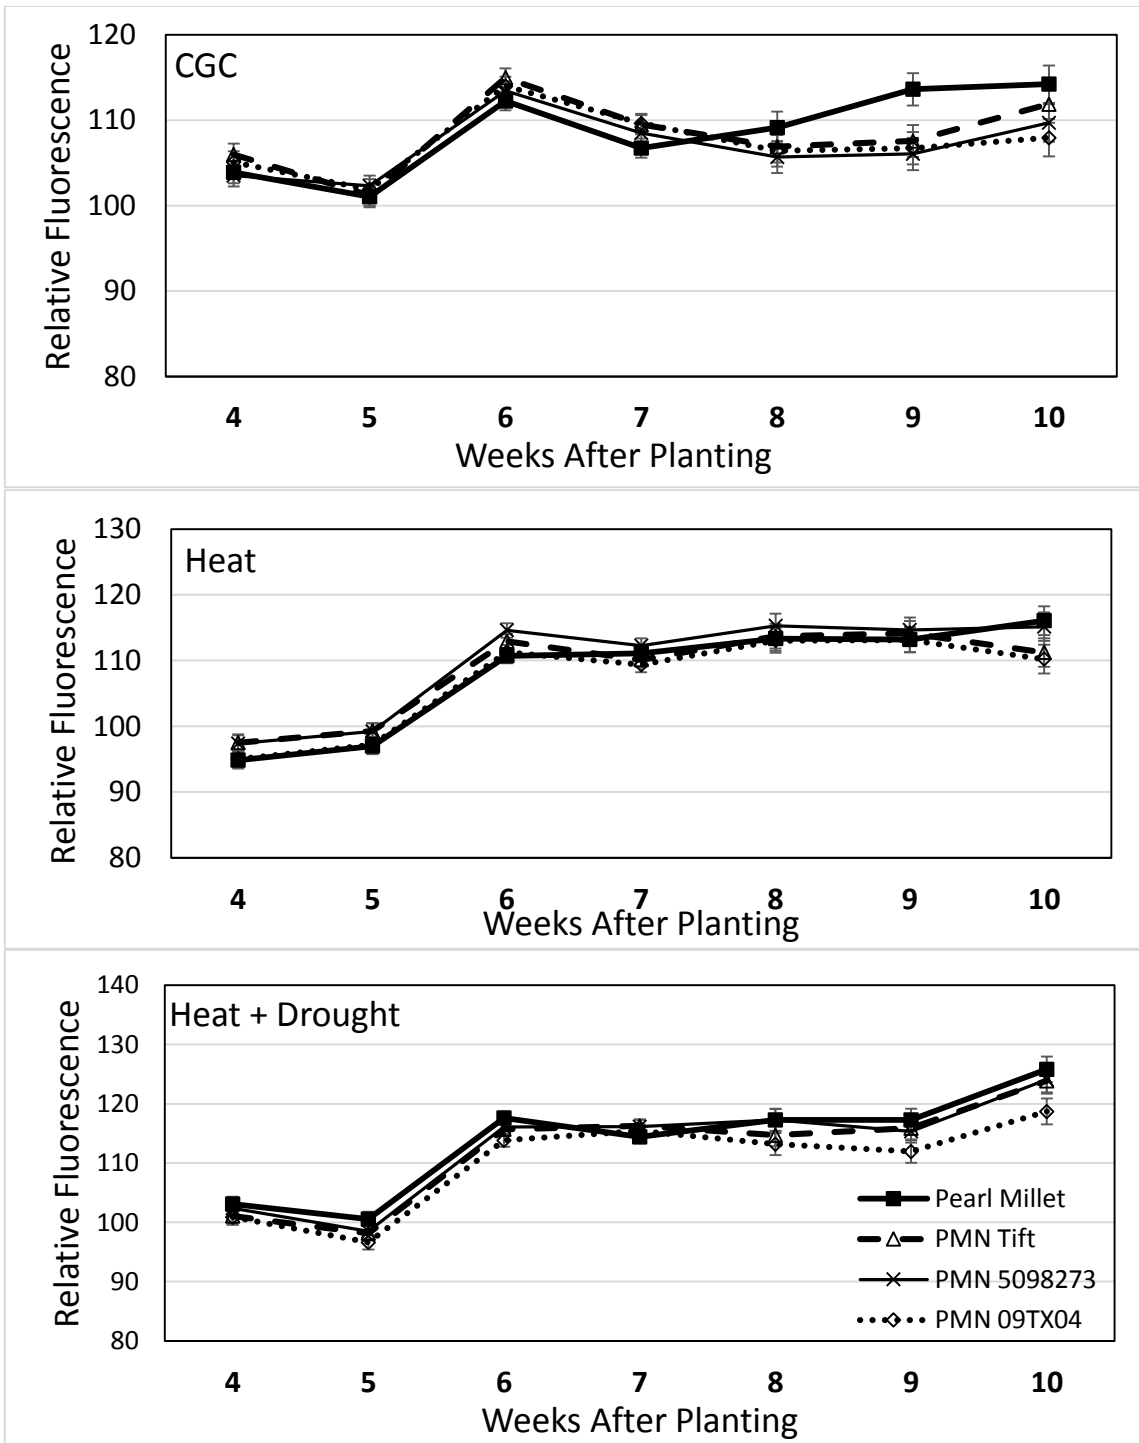 CGC
Relative Fluorescence
120
110
100
90
80
4 5 6 7 8 9 10
Weeks After Planting
Heat
Relative Fluorescence
130
120
110
100
90
80
4 5 6 7 8 9 10
Weeks After Planting
Heat + Drought
Relative Fluorescence
140
130
120
110
100
90
80
Pearl Millet
PMN Tift
PMN 5098273
PMN 09TX04
4 5 6 7 8 9 10
Weeks After Planting